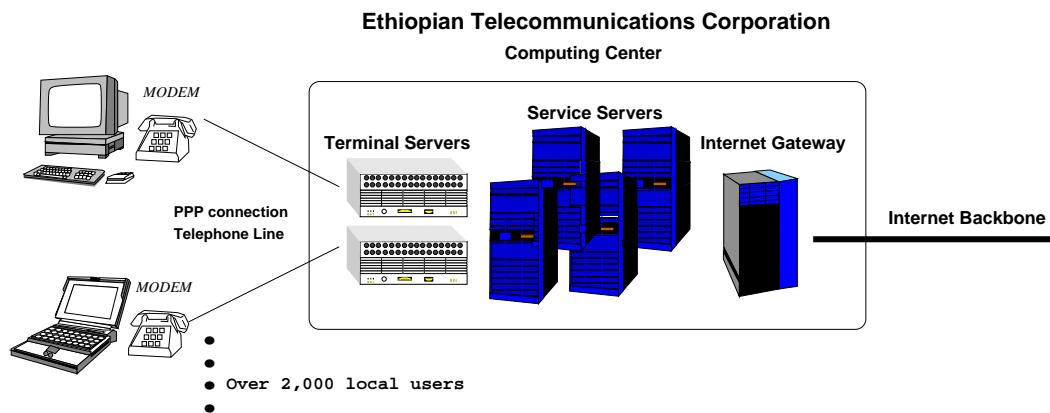 Ethiopian Telecommunications Corporation
Computing Center
MODEM
Service Servers
Terminal Servers
Internet Gateway
PPP connection
Telephone Line
Internet Backbone
MODEM
Over 2,000 local users